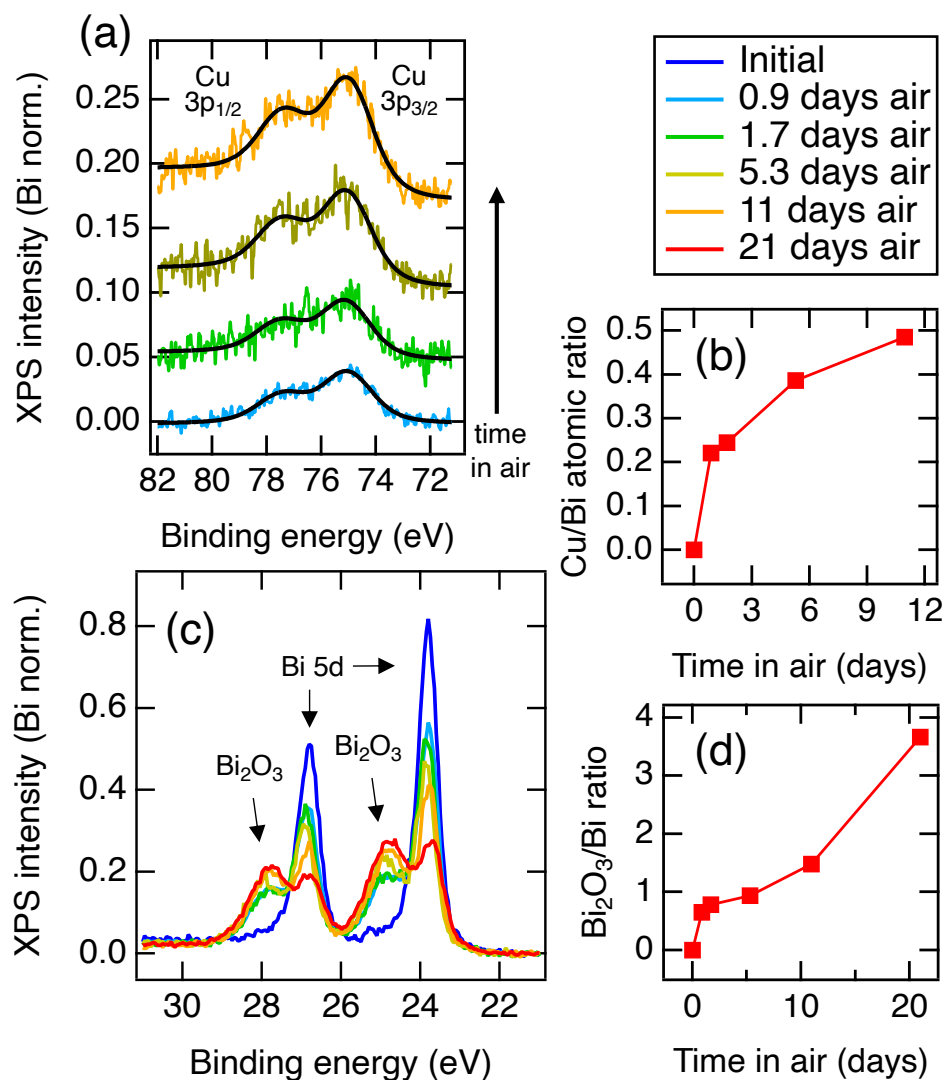 (a)
Cu
3p1/2
Cu
3p3/2
0.25
0.20
0.15
0.10
0.05
0.00
XPS intensity (Bi norm.)
time
in air
82 80 78 76 74 72
Binding energy (eV)
Initial
0.9 days air
1.7 days air
5.3 days air
11 days air
21 days air
(b)
0.5
0.4
0.3
0.2
0.1
0.0
Cu/Bi atomic ratio
0 3 6 9 12
Time in air (days)
(c)
0.8
0.6
0.4
0.2
0.0
XPS intensity (Bi norm.)
Bi 5d
Bi2O3
Bi2O3
30 28 26 24 22
Binding energy (eV)
(d)
4
3
2
1
0
Bi2O3/Bi ratio
0 10 20
Time in air (days)